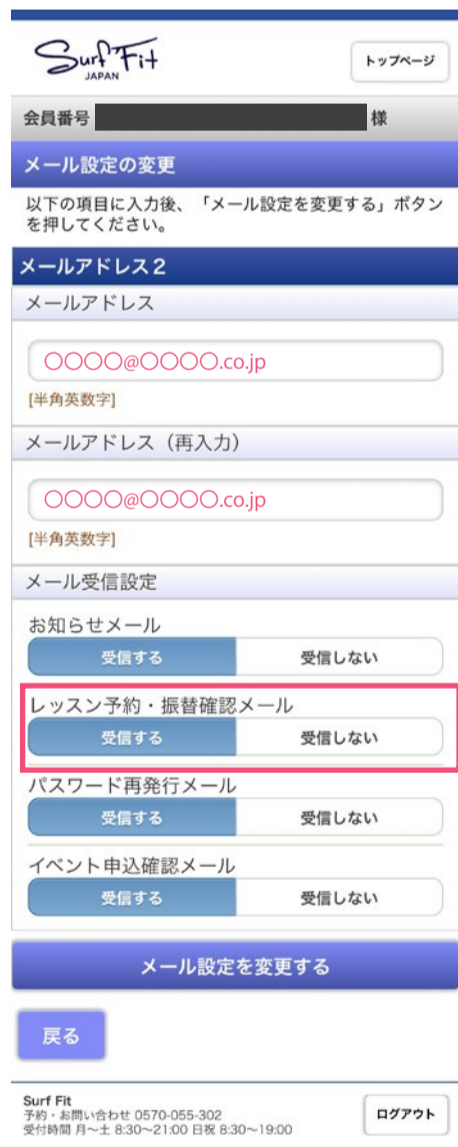 Surf Fit
JAPAN
トップページ
会員番号 様
メール設定の変更
以下の項目に入力後、「メール設定を変更する」ボタン
を押してください。
メールアドレス２
メールアドレス
〇〇〇〇@〇〇〇〇.co.jp
[半角英数字]
メールアドレス（再入力）
〇〇〇〇@〇〇〇〇.co.jp
[半角英数字]
メール受信設定
お知らせメール
受信する 受信しない
レッスン予約・振替確認メール
受信する 受信しない
パスワード再発行メール
受信する 受信しない
イベント申込確認メール
受信する 受信しない
メール設定を変更する
戻る
Surf Fit
予約・お問い合わせ 0570-055-302
受付時間 月～土 8:30～21:00 日祝 8:30～19:00
ログアウト